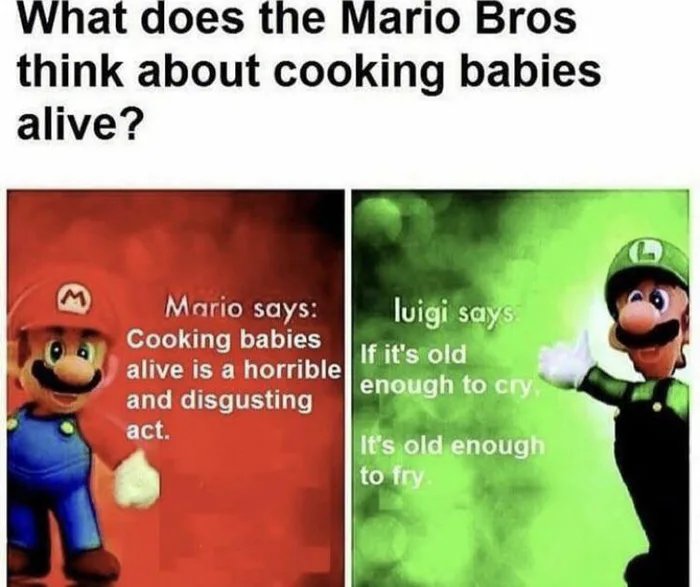 What does the Mario Bros
think about cooking babies
alive?
M
Mario says:
Cooking babies
alive is a horrible
and disgusting
act.
L
luigi says:
If it's old
enough to cry,
It's old enough
to fry.